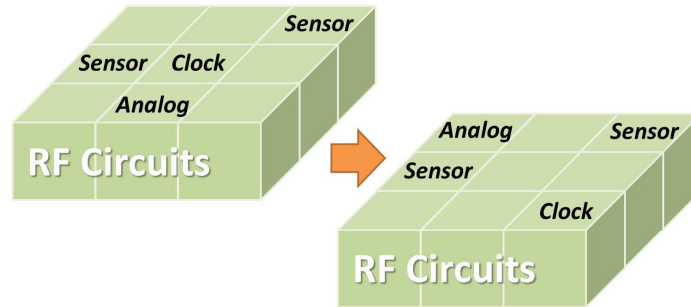 Sensor
Sensor Clock
Analog
RF Circuits
Analog Sensor
Sensor
Clock
RF Circuits